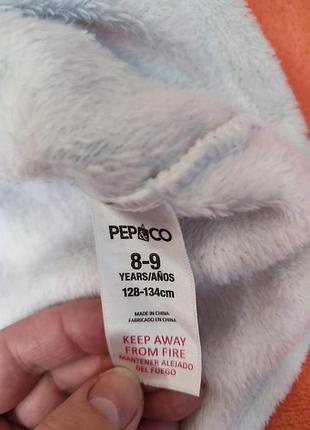 PEP&CO
8-9
YEARS/AÑOS
128-134cm
MADE IN CHINA
FABRICADO EN CHINA
KEEP AWAY
FROM FIRE
MANTENER ALEJADO
DEL FUEGO